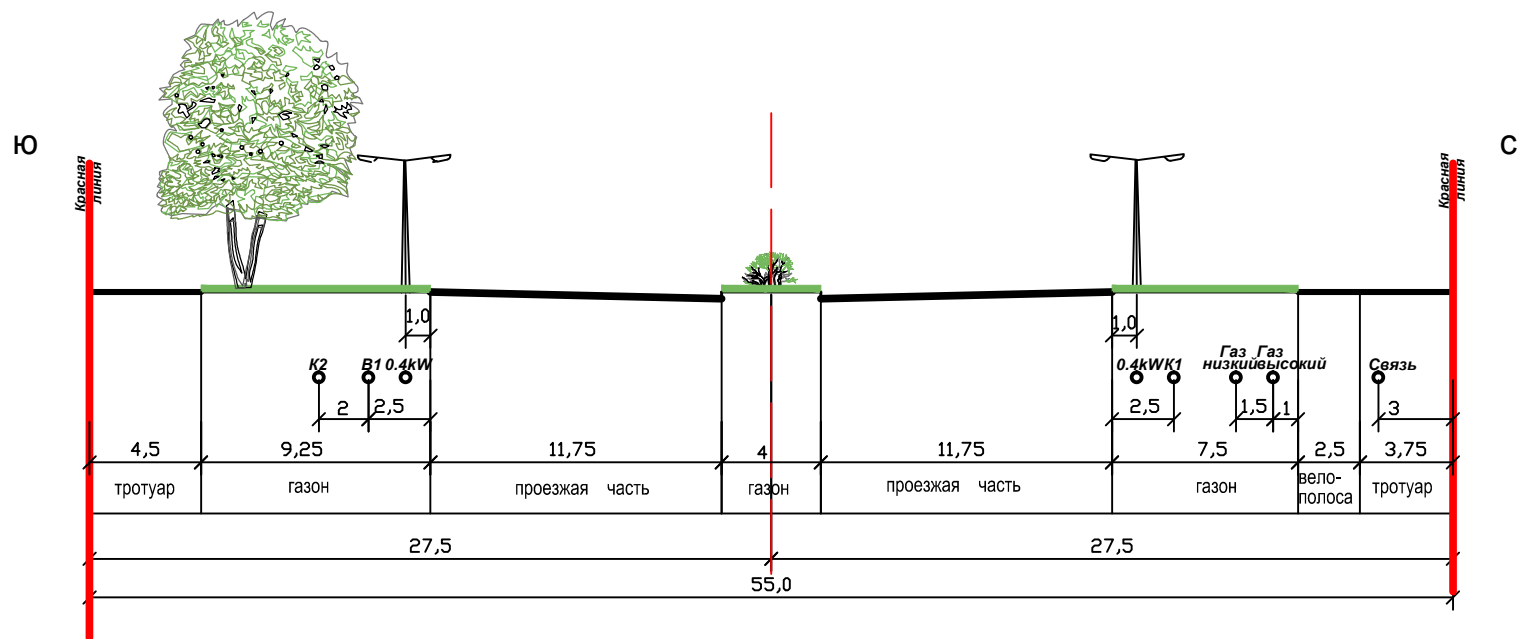 Ю
С
Красная
линия
Красная
линия
1,0
1,0
К2
В1
0.4kW
0.4kW
К1
Газ
низкий
Газ
высокий
Связь
2
2,5
2,5
1,5
1
3
4,5
9,25
11,75
4
11,75
7,5
2,5
3,75
тротуар
газон
проезжая часть
газон
проезжая часть
газон
вело-
полоса
тротуар
27,5
27,5
55,0